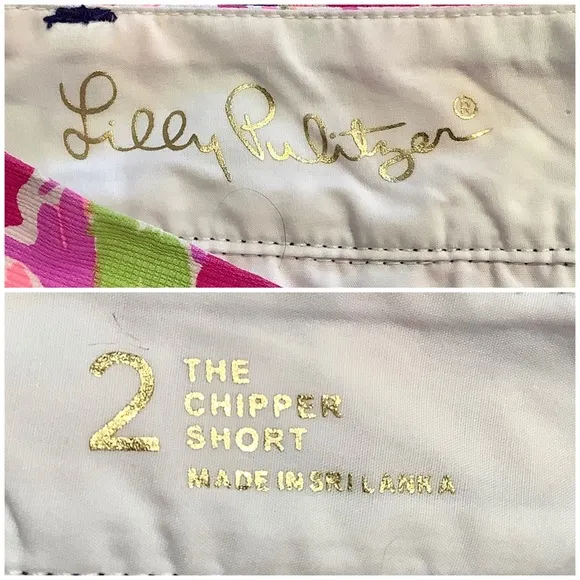 Lilly Pulitzer®
2
THE
CHIPPER
SHORT
MADE IN SRI LANKA